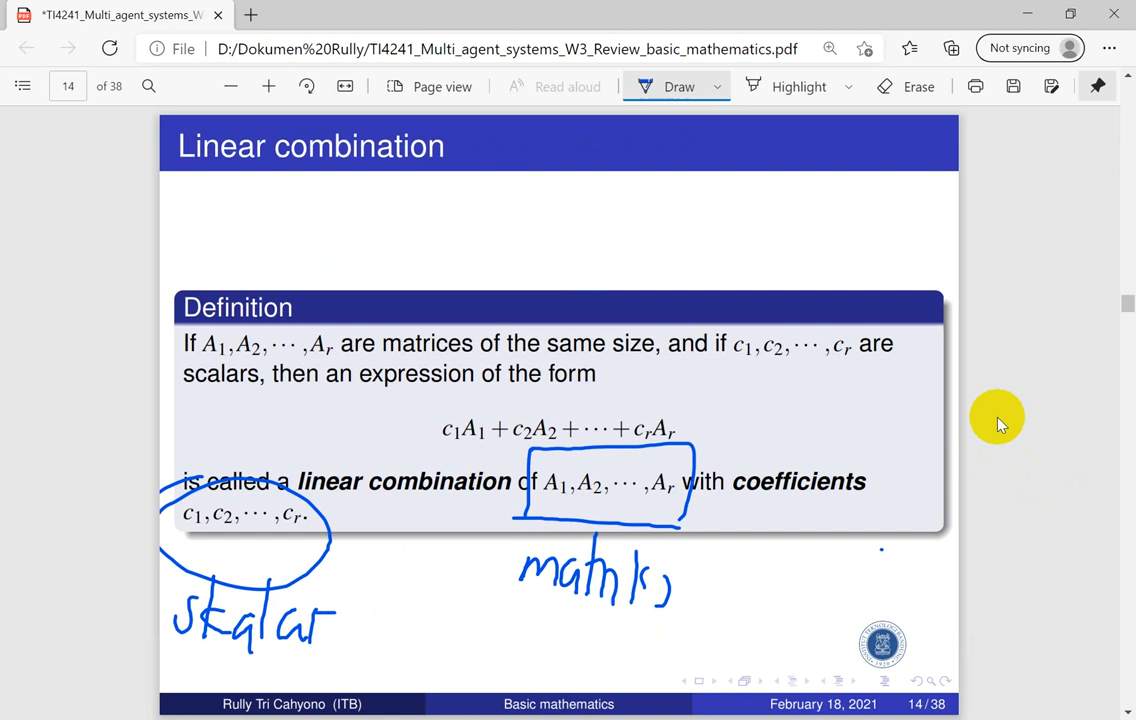 *TI4241_Multi_agent_systems_W
File D:/Dokumen%20Rully/TI4241_Multi_agent_systems_W3_Review_basic_mathematics.pdf Not syncing
14 of 38 Page view Read aloud Draw Highlight Erase
Linear combination
Definition
If A₁,A₂,⋯,Aᵣ are matrices of the same size, and if c₁,c₂,⋯,cᵣ are
scalars, then an expression of the form
c₁A₁+c₂A₂+⋯+cᵣAᵣ
is called a linear combination of A₁,A₂,⋯,Aᵣ with coefficients
c₁,c₂,⋯,cᵣ.
matriks
skalar
Rully Tri Cahyono (ITB) Basic mathematics February 18, 2021 14/38